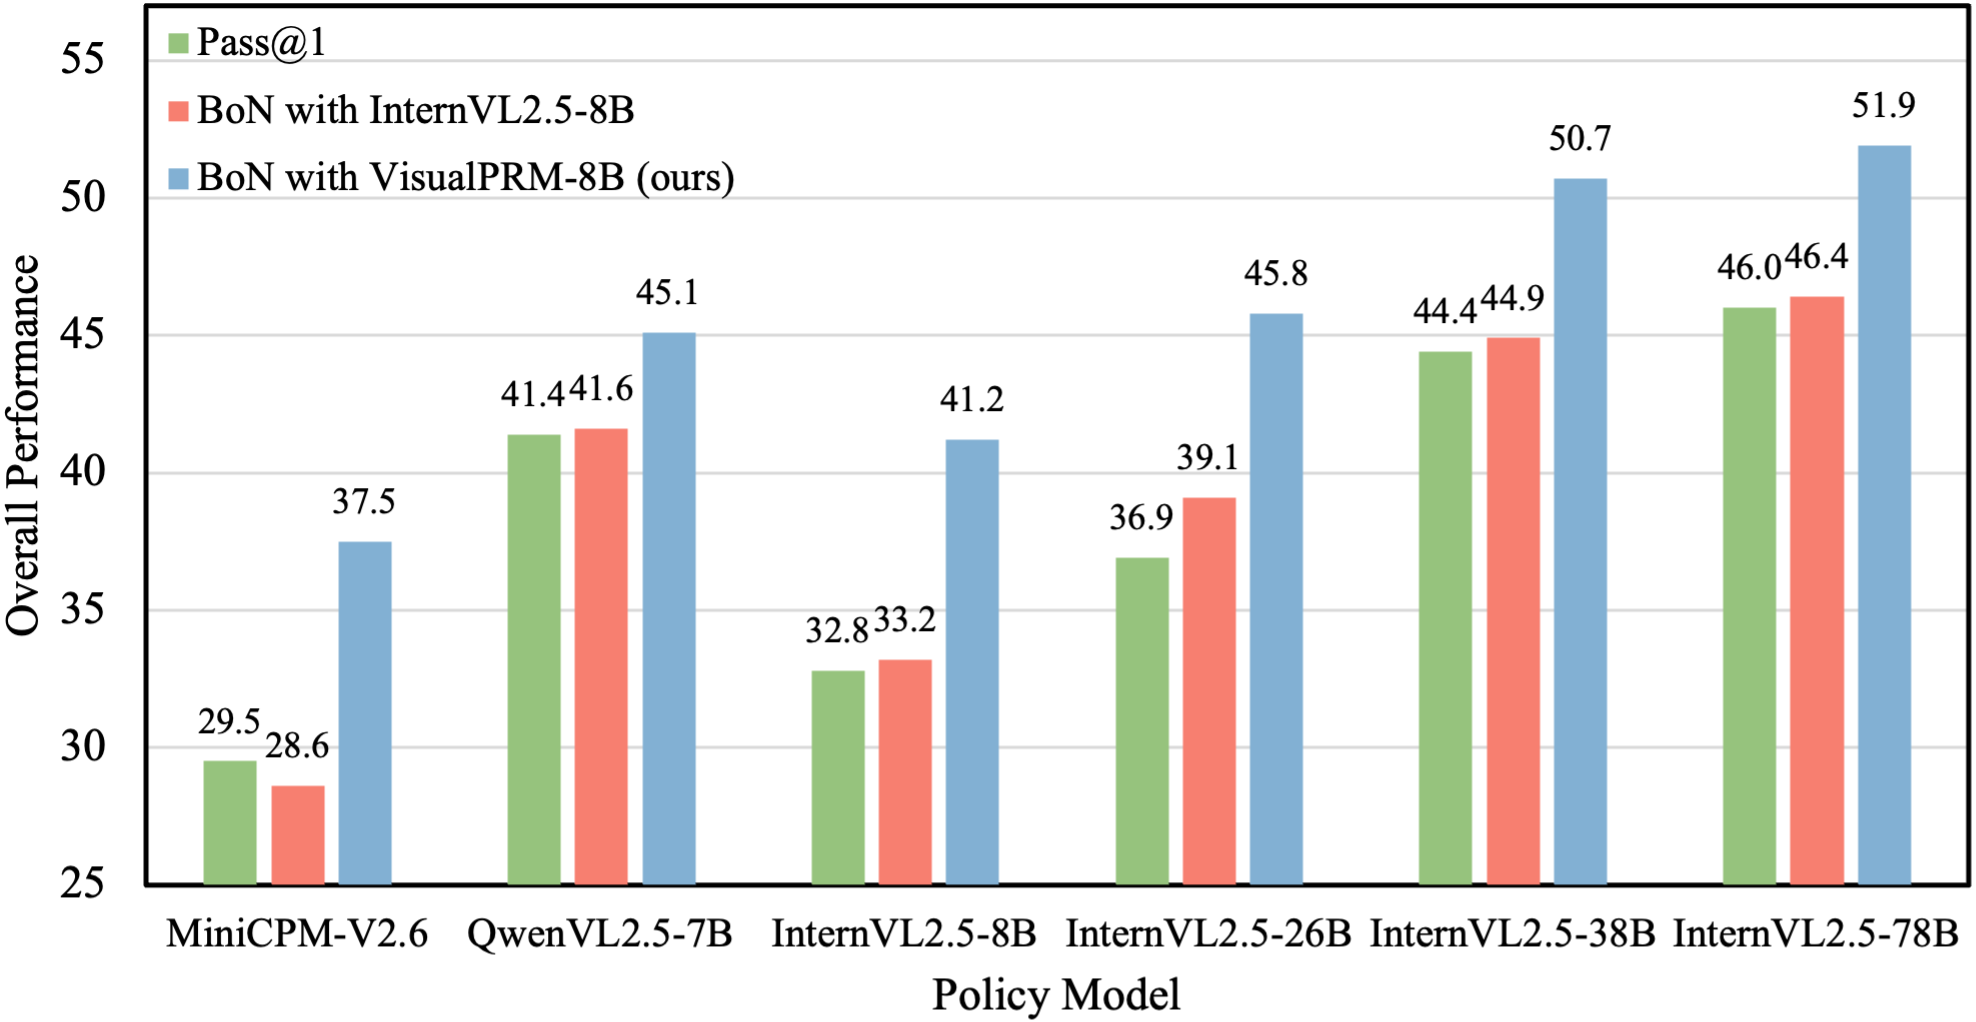 Pass@1
BoN with InternVL2.5-8B
BoN with VisualPRM-8B (ours)
Overall Performance
55
50
45
40
35
30
25
29.5
28.6
37.5
41.4
41.6
45.1
32.8
33.2
41.2
36.9
39.1
45.8
44.4
44.9
50.7
46.0
46.4
51.9
MiniCPM-V2.6
QwenVL2.5-7B
InternVL2.5-8B
InternVL2.5-26B
InternVL2.5-38B
InternVL2.5-78B
Policy Model